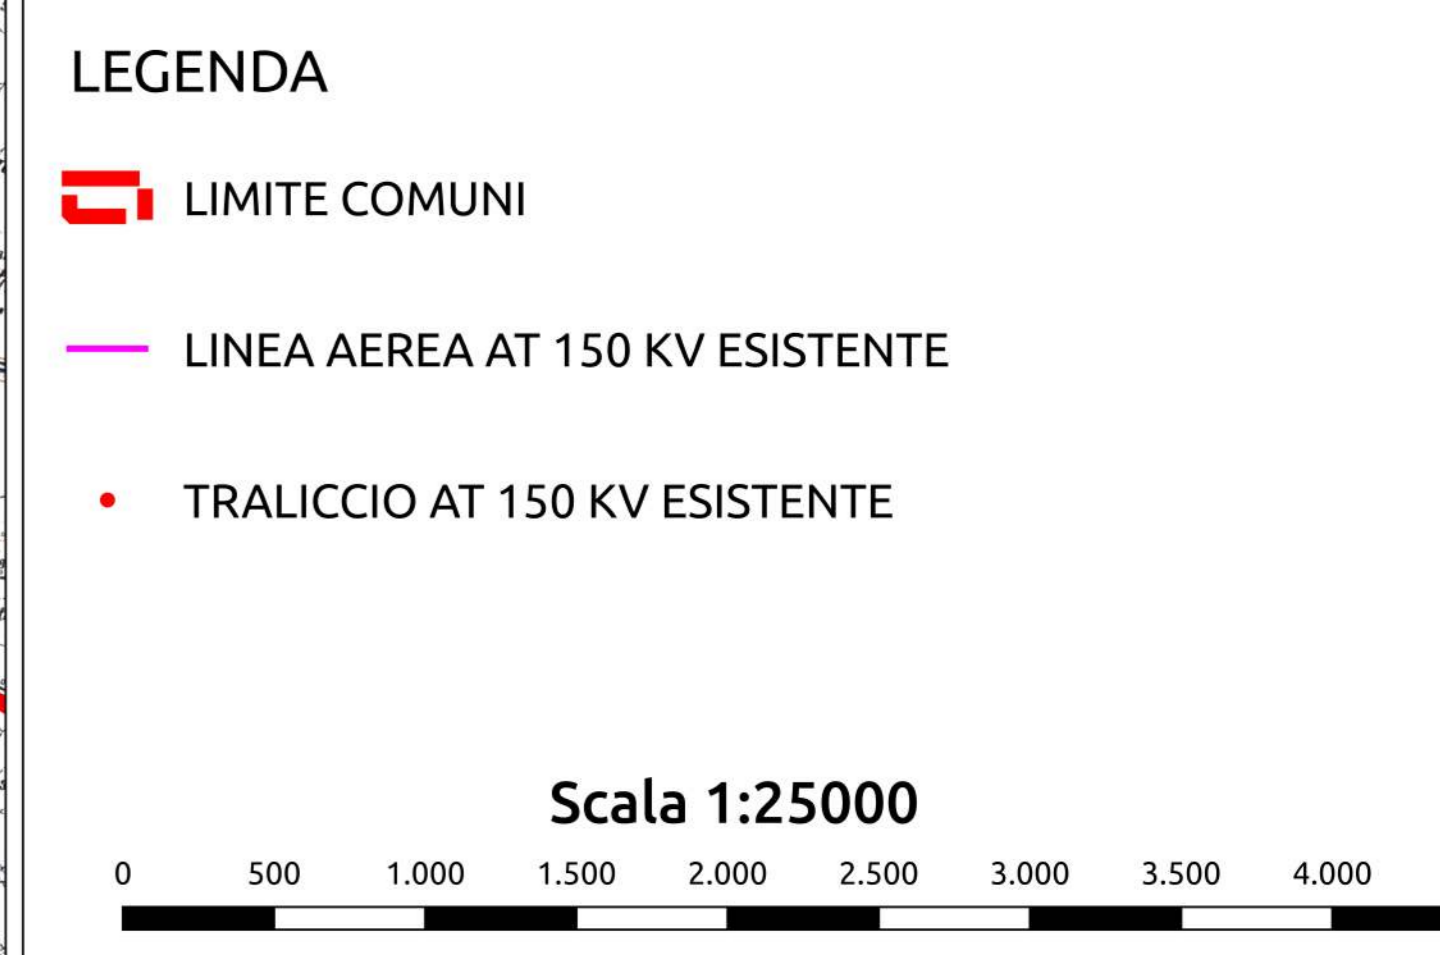 LEGENDA
LIMITE COMUNI
LINEA AEREA AT 150 KV ESISTENTE
TRALICCIO AT 150 KV ESISTENTE
Scala 1:25000
0 500 1.000 1.500 2.000 2.500 3.000 3.500 4.000